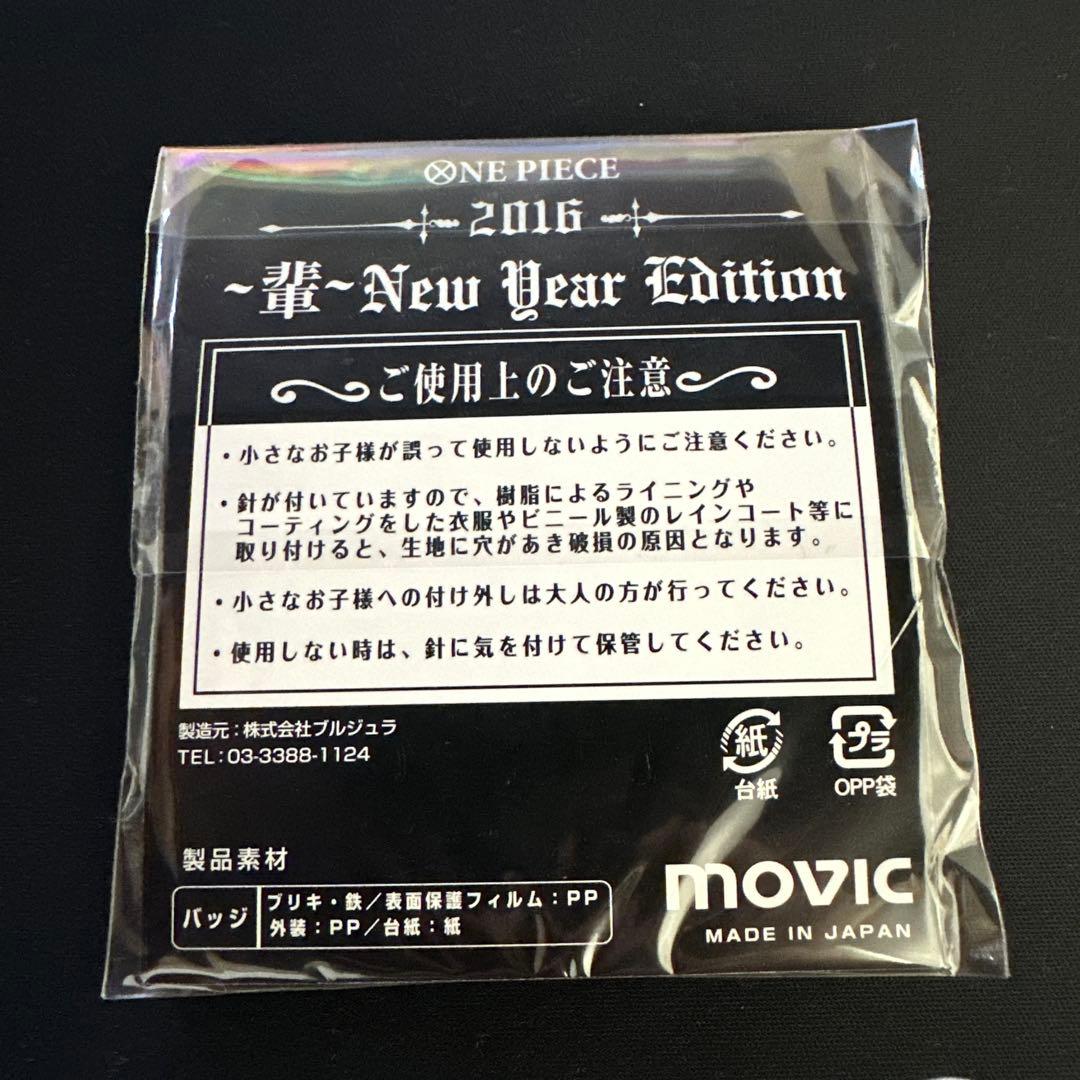 ONE PIECE
2016
~輩~New Year Edition
ご使用上のご注意
・小さなお子様が誤って使用しないようにご注意ください。
・針が付いていますので、樹脂によるライニングや
コーティングをした衣服やビニール製のレインコート等に
取り付けると、生地に穴があき破損の原因となります。
・小さなお子様への付け外しは大人の方が行ってください。
・使用しない時は、針に気を付けて保管してください。
製造元:株式会社ブルジュラ
TEL:03-3388-1124
紙
台紙
プラ
OPP袋
製品素材
バッジ
ブリキ・鉄/表面保護フィルム:PP
外装:PP/台紙:紙
movic
MADE IN JAPAN